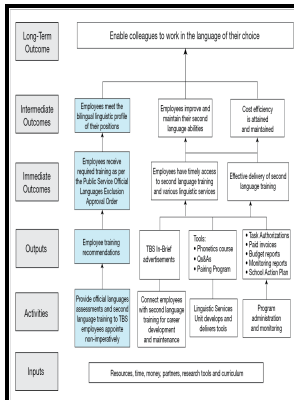 Long-Term
Outcome
Enable colleagues to work in the language of their choice
Intermediate
Outcomes
Employees meet the
bilingual linguistic profile
of their positions
Employees improve and
maintain their second
language abilities
Cost efficiency
is attained
and maintained
Immediate
Outcomes
Employees receive
required training as per
the Public Service Official
Languages Exclusion
Approval Order
Employees have timely access
to second language training
and various linguistic services
Effective delivery of second
language training
Outputs
Employee training
recommendations
TBS In-Brief
advertisements
Tools:
• Phonetics course
• Q&As
• Pairing Program
• Task Authorizations
• Paid invoices
• Budget reports
• Monitoring reports
• School Action Plan
Activities
Provide official languages
assessments and second
language training to TBS
employees appointe
non-imperatively
Connect employees
with second language
training for career
development
and maintenance
Linguistic Services
Unit develops and
delivers tools
Program
administration
and monitoring
Inputs
Resources, time, money, partners, research tools and curriculum